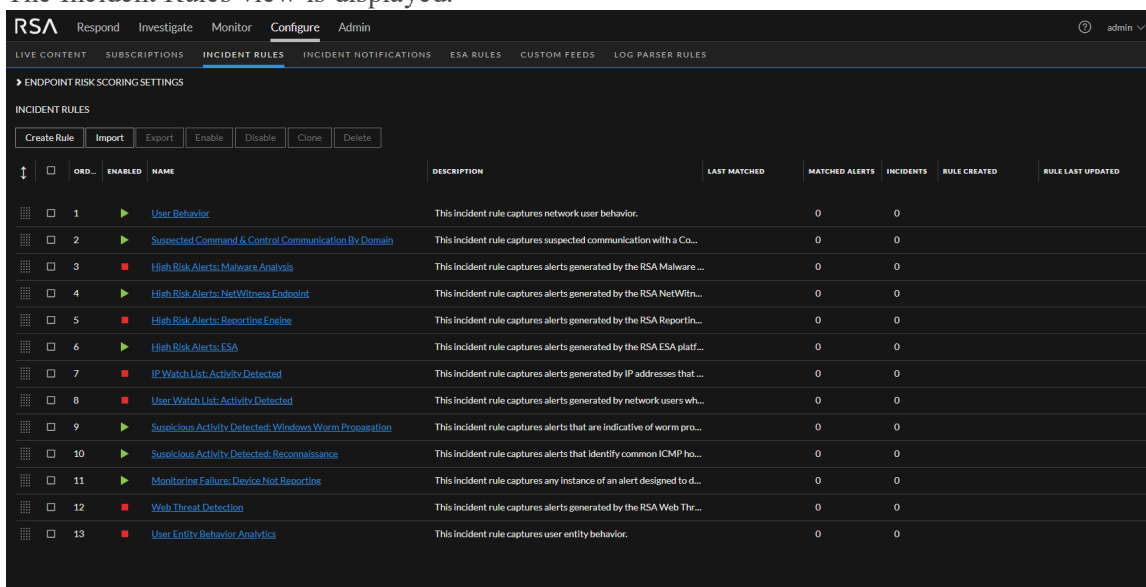 The Incident Rules view is displayed.
RSA Respond Investigate Monitor Configure Admin ? admin
LIVE CONTENT SUBSCRIPTIONS INCIDENT RULES INCIDENT NOTIFICATIONS ESA RULES CUSTOM FEEDS LOG PARSER RULES
ENDPOINT RISK SCORING SETTINGS
INCIDENT RULES
Create Rule Import Export Enable Disable Clone Delete
ORD... ENABLED NAME DESCRIPTION LAST MATCHED MATCHED ALERTS INCIDENTS RULE CREATED RULE LAST UPDATED
1 User Behavior This incident rule captures network user behavior. 0 0
2 Suspected Command & Control Communication By Domain This incident rule captures suspected communication with a Co... 0 0
3 High Risk Alerts: Malware Analysis This incident rule captures alerts generated by the RSA Malware ... 0 0
4 High Risk Alerts: NetWitness Endpoint This incident rule captures alerts generated by the RSA NetWitn... 0 0
5 High Risk Alerts: Reporting Engine This incident rule captures alerts generated by the RSA Reportin... 0 0
6 High Risk Alerts: ESA This incident rule captures alerts generated by the RSA ESA platf... 0 0
7 IP Watch List: Activity Detected This incident rule captures alerts generated by IP addresses that ... 0 0
8 User Watch List: Activity Detected This incident rule captures alerts generated by network users wh... 0 0
9 Suspicious Activity Detected: Windows Worm Propagation This incident rule captures alerts that are indicative of worm pro... 0 0
10 Suspicious Activity Detected: Reconnaissance This incident rule captures alerts that identify common ICMP ho... 0 0
11 Monitoring Failure: Device Not Reporting This incident rule captures any instance of an alert designed to d... 0 0
12 Web Threat Detection This incident rule captures alerts generated by the RSA Web Thr... 0 0
13 User Entity Behavior Analytics This incident rule captures user entity behavior. 0 0